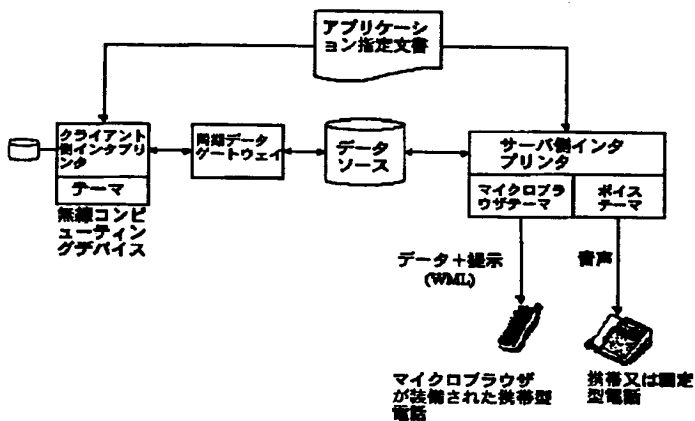 アプリケーシ
ョン指定文書
クライアント
側インタプリ
ンタ
テーマ
無線コンピ
ューティン
グデバイス
同期データ
ゲートウェイ
データ
ソース
サーバ側インタ
プリンタ
マイクロブラ
ウザテーマ
ボイス
テーマ
データ+提示
(WML)
音声
マイクロブラウザ
が装備された携帯型
電話
携帯又は固定
型電話